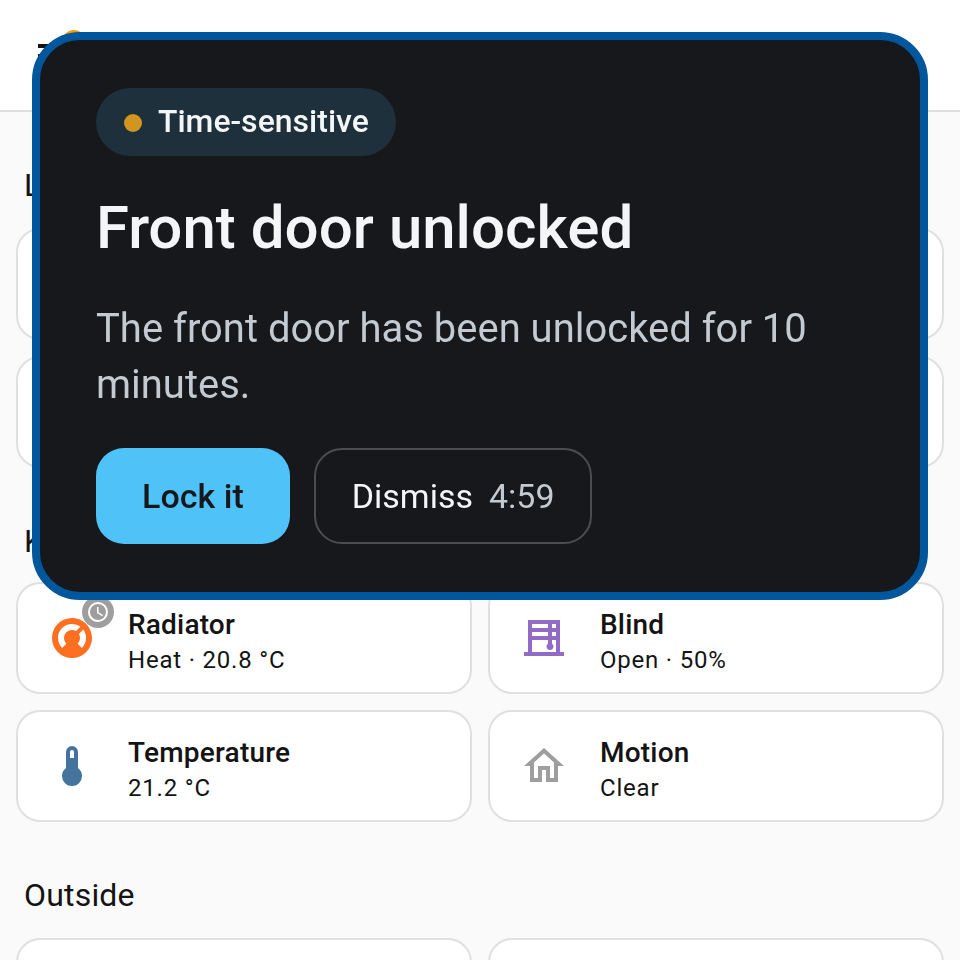 Time-sensitive
Front door unlocked
The front door has been unlocked for 10
minutes.
Lock it
Dismiss 4:59
Radiator
Heat · 20.8 °C
Blind
Open · 50%
Temperature
21.2 °C
Motion
Clear
Outside